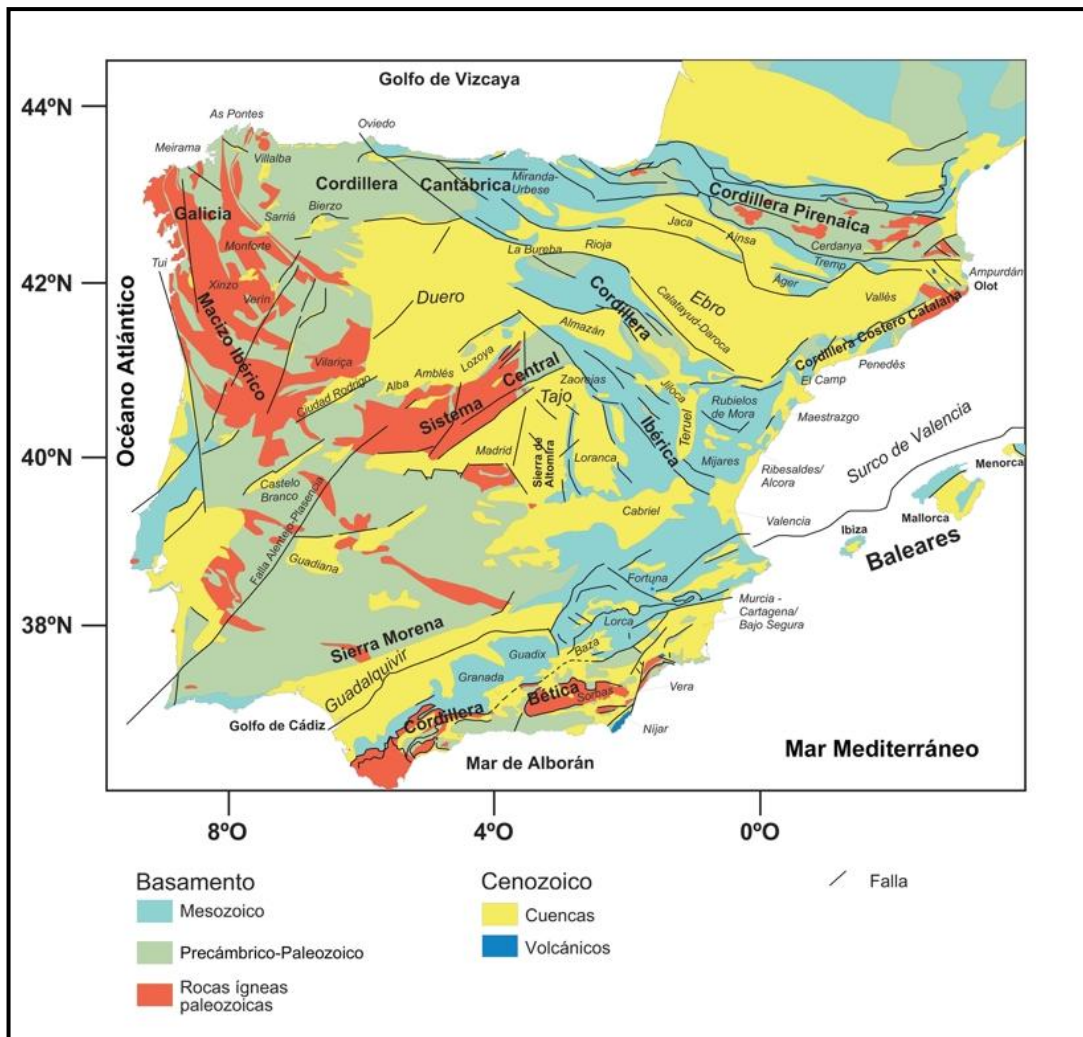 Golfo de Vizcaya
44ºN
As Pontes
Oviedo
Meirama
Villalba
Cordillera
Cantábrica
Miranda-
Urbese
Cordillera Pirenaica
Galicia
Sarriá
Bierzo
Jaca
Aínsa
Cerdanya
Monforte
La Bureba
Rioja
Tremp
Tui
Ampurdán
42ºN
Xinzo
Àger
Olot
Verín
Duero
Cordillera
Ebro
Vallès
Macizo Ibérico
Almazán
Calatayud-Daroca
Cordillera Costero Catalana
Océano Atlántico
Vilariça
Lozoya
Amblés
Central
Penedès
Ciudad Rodrigo
Alba
Zaorejas
El Camp
Sistema
Tajo
Jiloca
Rubielos
de Mora
Maestrazgo
Teruel
Ibérica
40ºN
Madrid
Sierra de
Altomira
Loranca
Mijares
Surco de Valencia
Castelo
Branco
Ribesaldes/
Alcora
Menorca
Falla Alentejo-Plasencia
Cabriel
Valencia
Mallorca
Ibiza
Baleares
Guadiana
Fortuna
Murcia -
Cartagena/
Bajo Segura
38ºN
Sierra Morena
Lorca
Guadalquivir
Guadix
Baza
Granada
Bética
Sorbas
Vera
Golfo de Cádiz
Cordillera
Níjar
Mar de Alborán
Mar Mediterráneo
8ºO
4ºO
0ºO
Basamento
Mesozoico
Precámbrico-Paleozoico
Rocas ígneas
paleozoicas
Cenozoico
Cuencas
Volcánicos
Falla